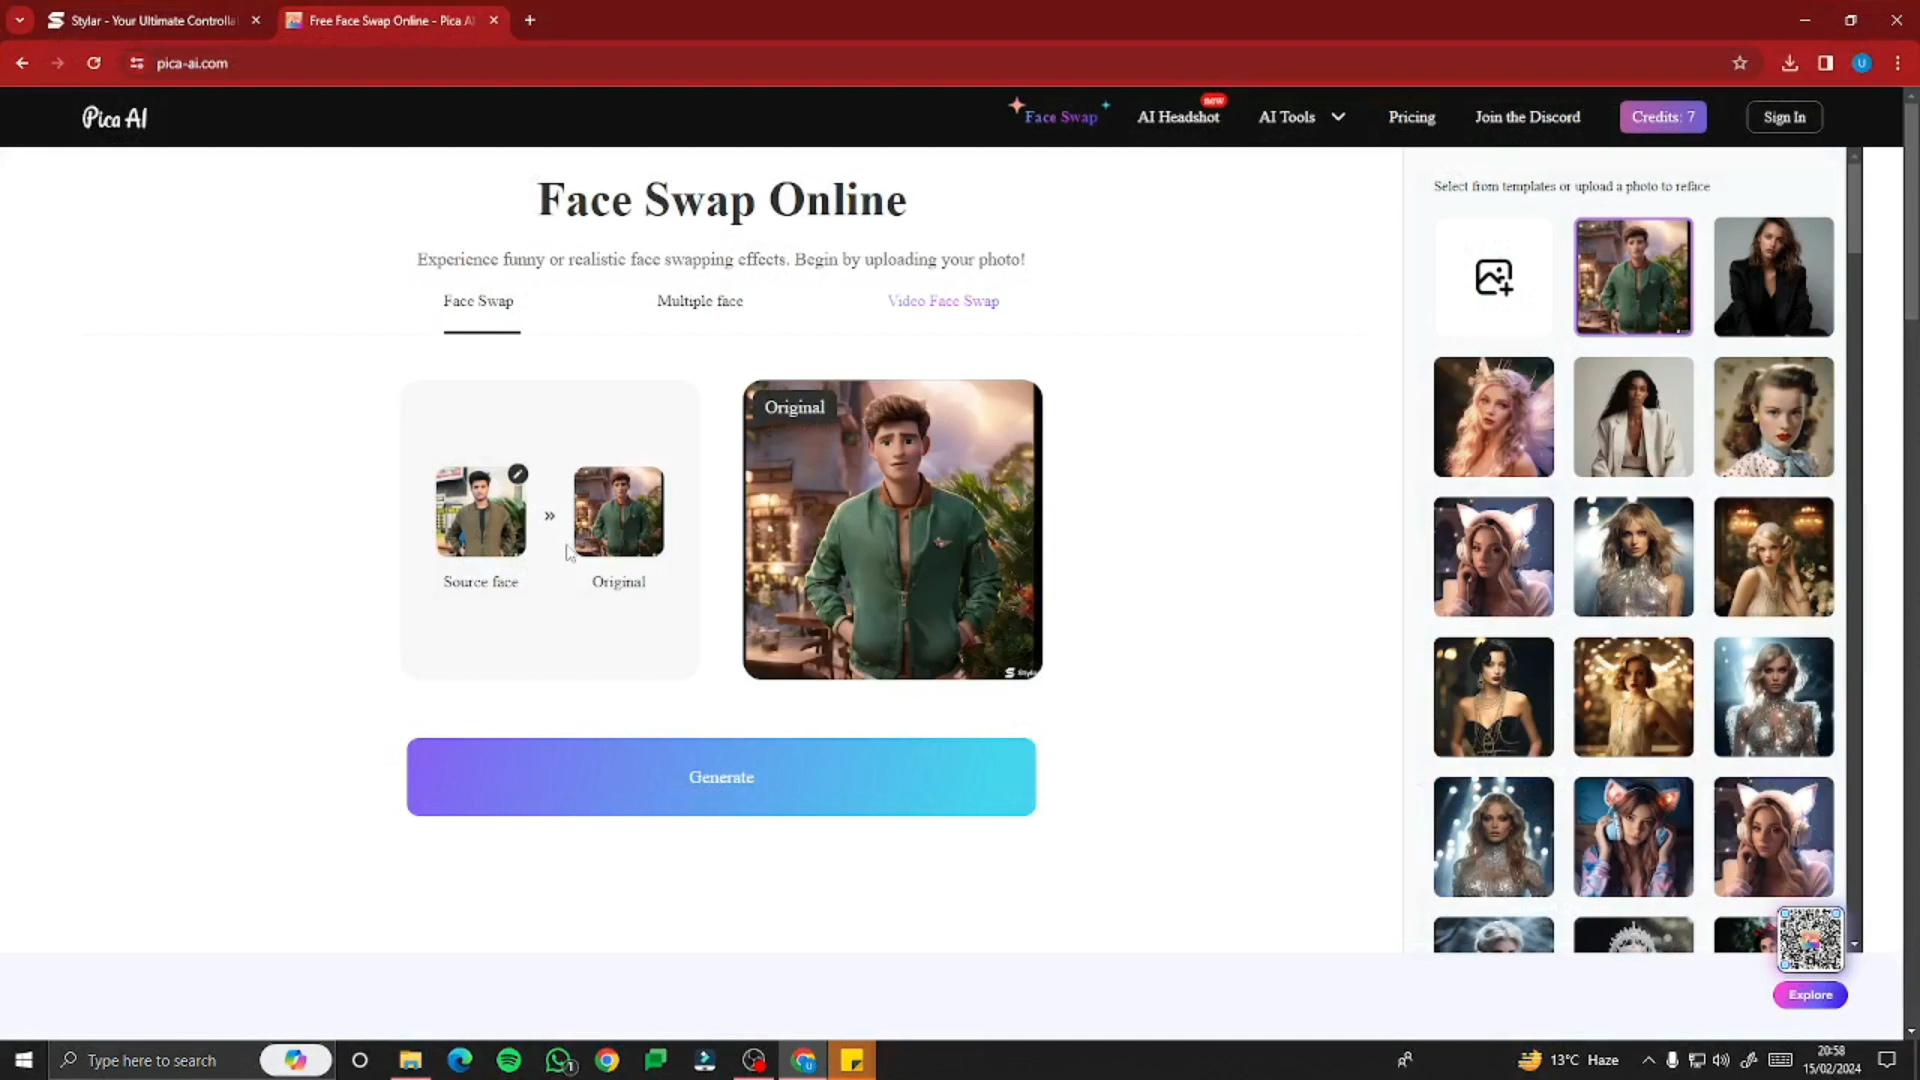 Stylar - Your Ultimate Controlla
Free Face Swap Online - Pica A
pica-ai.com
U
Pica AI
Face Swap
AI Headshot
new
AI Tools
Pricing
Join the Discord
Credits: 7
Sign In
Face Swap Online
Experience funny or realistic face swapping effects. Begin by uploading your photo!
Face Swap
Multiple face
Video Face Swap
Source face
»
Original
Original
Generate
Select from templates or upload a photo to reface
Explore
Type here to search
1
13°C Haze
20:58
15/02/2024